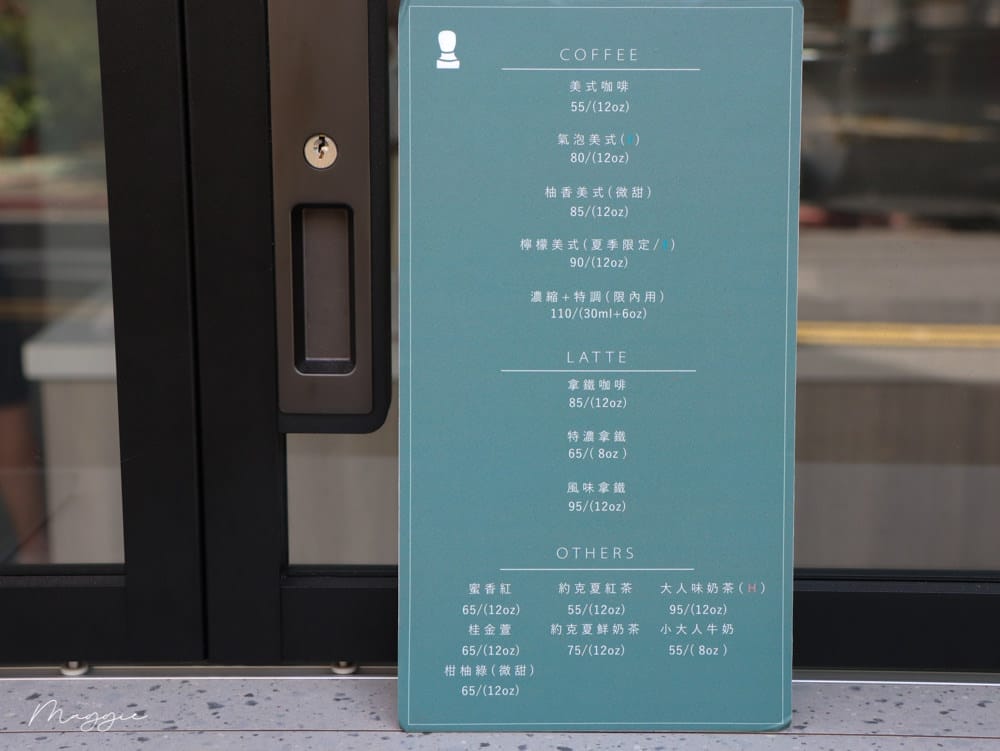 COFFEE
美式咖啡
55/(12oz)
氣泡美式(I)
80/(12oz)
柚香美式(微甜)
85/(12oz)
檸檬美式(夏季限定/I)
90/(12oz)
濃縮+特調(限內用)
110/(30ml+6oz)
LATTE
拿鐵咖啡
85/(12oz)
特濃拿鐵
65/( 8oz )
風味拿鐵
95/(12oz)
OTHERS
蜜香紅 約克夏紅茶 大人味奶茶(H)
65/(12oz) 55/(12oz) 95/(12oz)
桂金萱 約克夏鮮奶茶 小大人牛奶
65/(12oz) 75/(12oz) 55/( 8oz )
柑柚綠(微甜)
65/(12oz)
Maggie